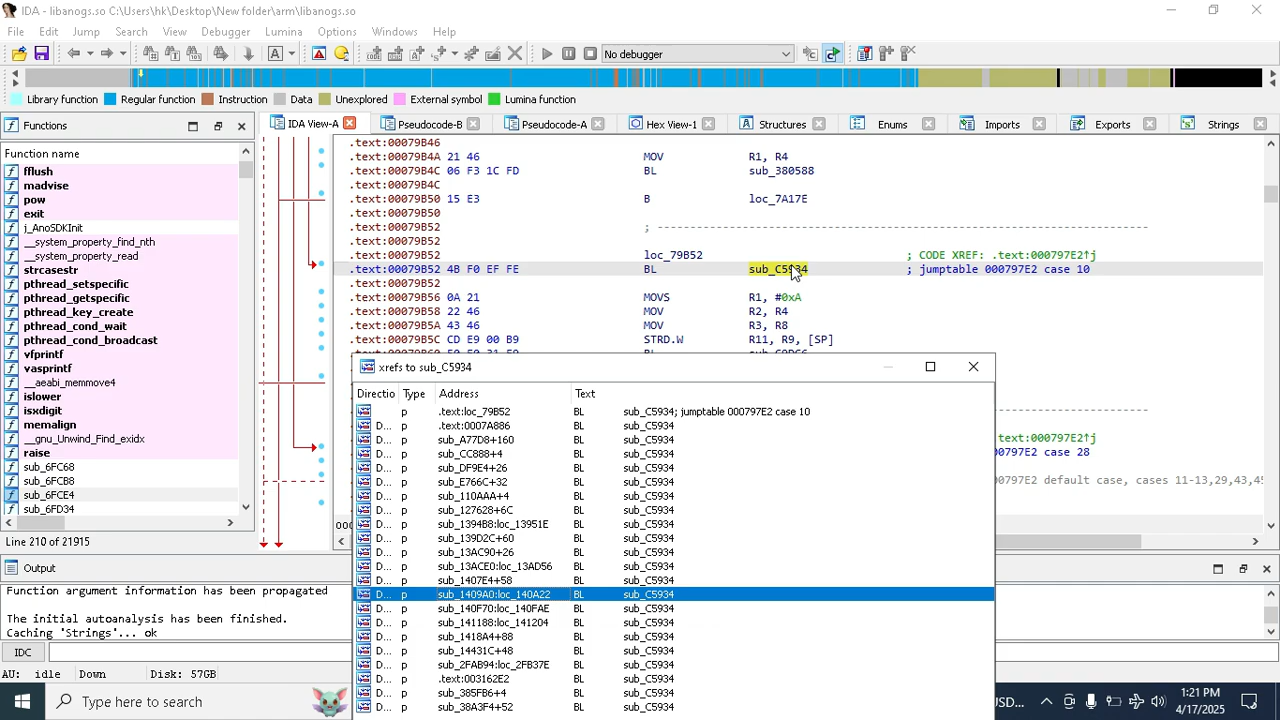 IDA - libanogs.so C:\Users\hk\Desktop\New folder\arm\libanogs.so
File Edit Jump Search View Debugger Lumina Options Windows Help
No debugger
Library function Regular function Instruction Data Unexplored External symbol Lumina function
Functions
IDA View-A Pseudocode-B Pseudocode-A Hex View-1 Structures Enums Imports Exports Strings
Function name
fflush
madvise
pow
exit
j_AnoSDKInit
__system_property_find_nth
__system_property_read
strcasestr
pthread_setspecific
pthread_getspecific
pthread_key_create
pthread_cond_wait
pthread_cond_broadcast
vfprintf
vasprintf
__aeabi_memmove4
islower
isxdigit
memalign
__gnu_Unwind_Find_exidx
raise
sub_6FC68
sub_6FCB8
sub_6FCE4
sub_6FD34
Line 210 of 21915
.text:00079B46
.text:00079B4A 21 46 MOV R1, R4
.text:00079B4C 06 F3 1C FD BL sub_380588
.text:00079B4C
.text:00079B50 15 E3 B loc_7A17E
.text:00079B50
.text:00079B52 ; ---------------------------------------------------------------------------
.text:00079B52
.text:00079B52 loc_79B52 ; CODE XREF: .text:000797E2↑j
.text:00079B52 4B F0 EF FE BL sub_C5934 ; jumptable 000797E2 case 10
.text:00079B52
.text:00079B56 0A 21 MOVS R1, #0xA
.text:00079B58 22 46 MOV R2, R4
.text:00079B5A 43 46 MOV R3, R8
.text:00079B5C CD E9 00 B9 STRD.W R11, R9, [SP]
text:000797E2↑j
00797E2 case 28
000797E2 default case, cases 11-13,29,43,45
xrefs to sub_C5934
Directio Type Address Text
p .text:loc_79B52 BL sub_C5934; jumptable 000797E2 case 10
D... p .text:0007A886 BL sub_C5934
D... p sub_A77D8+160 BL sub_C5934
D... p sub_CC888+4 BL sub_C5934
D... p sub_DF9E4+26 BL sub_C5934
D... p sub_E766C+32 BL sub_C5934
D... p sub_110AAA+4 BL sub_C5934
D... p sub_127628+6C BL sub_C5934
D... p sub_1394B8:loc_13951E BL sub_C5934
D... p sub_139D2C+60 BL sub_C5934
D... p sub_13AC90+26 BL sub_C5934
D... p sub_13ACE0:loc_13AD56 BL sub_C5934
D... p sub_1407E4+58 BL sub_C5934
D... p sub_1409A0:loc_140A22 BL sub_C5934
D... p sub_140F70:loc_140FAE BL sub_C5934
D... p sub_141188:loc_141204 BL sub_C5934
D... p sub_1418A4+88 BL sub_C5934
D... p sub_14431C+48 BL sub_C5934
D... p sub_2FAB94:loc_2FB37E BL sub_C5934
D... p .text:003162E2 BL sub_C5934
D... p sub_385FB6+4 BL sub_C5934
D... p sub_38A3F4+52 BL sub_C5934
Output
Function argument information has been propagated
The initial autoanalysis has been finished.
Caching 'Strings'... ok
IDC
AU: idle Down Disk: 57GB
Type here to search
USD...
1:21 PM
4/17/2025